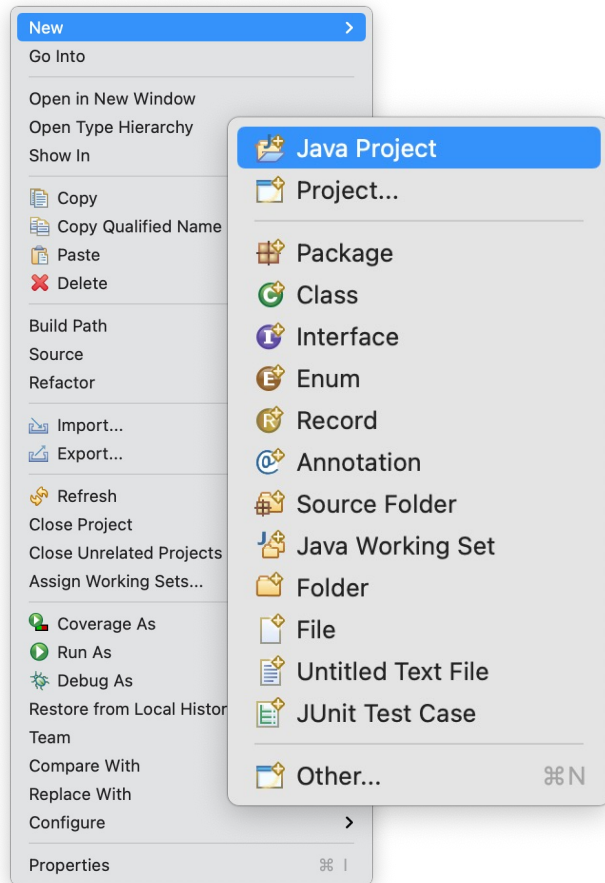 New
Go Into
Open in New Window
Open Type Hierarchy
Show In
Copy
Copy Qualified Name
Paste
Delete
Build Path
Source
Refactor
Import...
Export...
Refresh
Close Project
Close Unrelated Projects
Assign Working Sets...
Coverage As
Run As
Debug As
Restore from Local Histor
Team
Compare With
Replace With
Configure
Properties ⌘ I
Java Project
Project...
Package
Class
Interface
Enum
Record
Annotation
Source Folder
Java Working Set
Folder
File
Untitled Text File
JUnit Test Case
Other... ⌘N